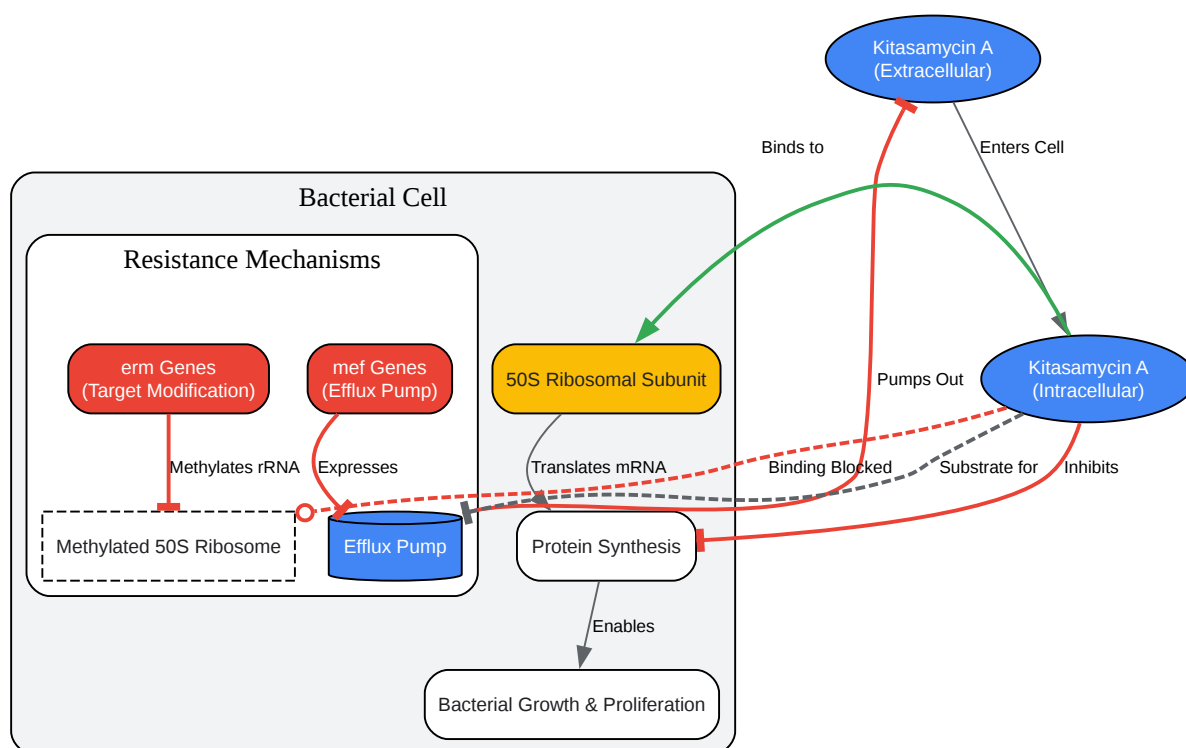 Kitasamycin A
(Extracellular)
Binds to
Enters Cell
Bacterial Cell
Resistance Mechanisms
erm Genes
(Target Modification)
mef Genes
(Efflux Pump)
50S Ribosomal Subunit
Pumps Out
Kitasamycin A
(Intracellular)
Methylates rRNA
Expresses
Translates mRNA
Binding Blocked
Substrate for
Inhibits
Methylated 50S Ribosome
Efflux Pump
Protein Synthesis
Enables
Bacterial Growth & Proliferation